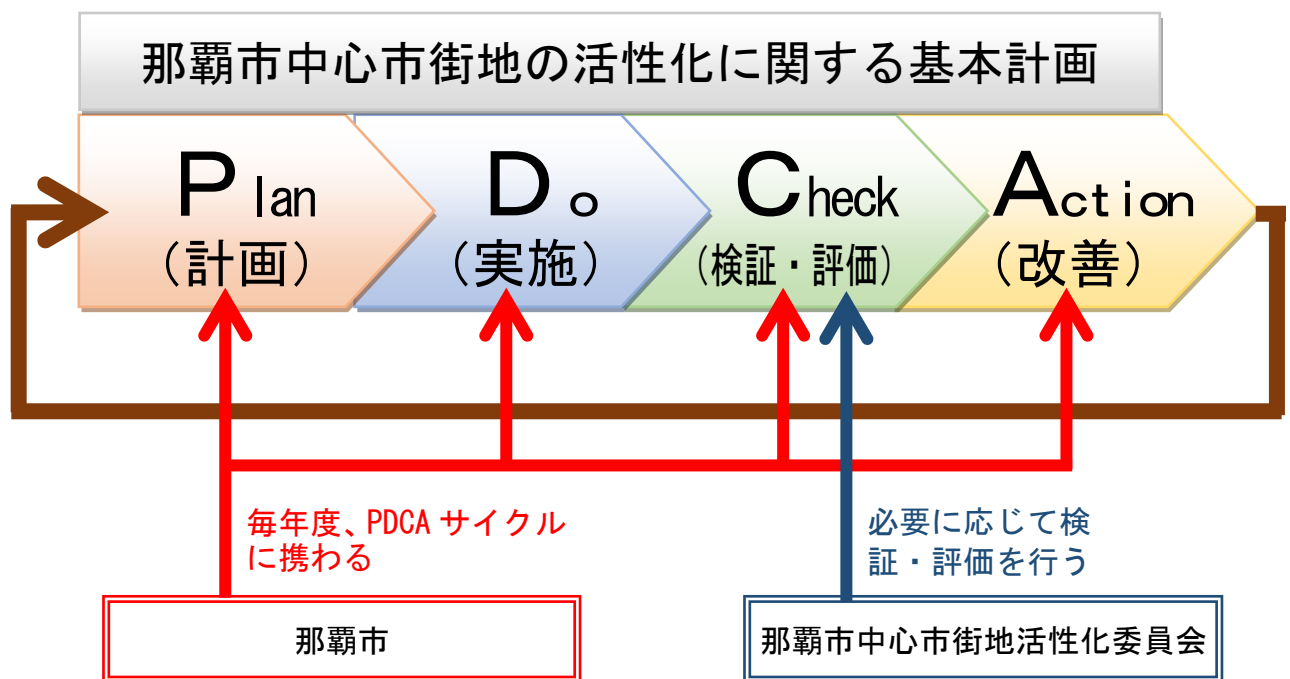 那覇市中心市街地の活性化に関する基本計画
Plan
(計画)
Do
(実施)
Check
(検証・評価)
Action
(改善)
毎年度、PDCA サイクル
に携わる
必要に応じて検
証・評価を行う
那覇市
那覇市中心市街地活性化委員会